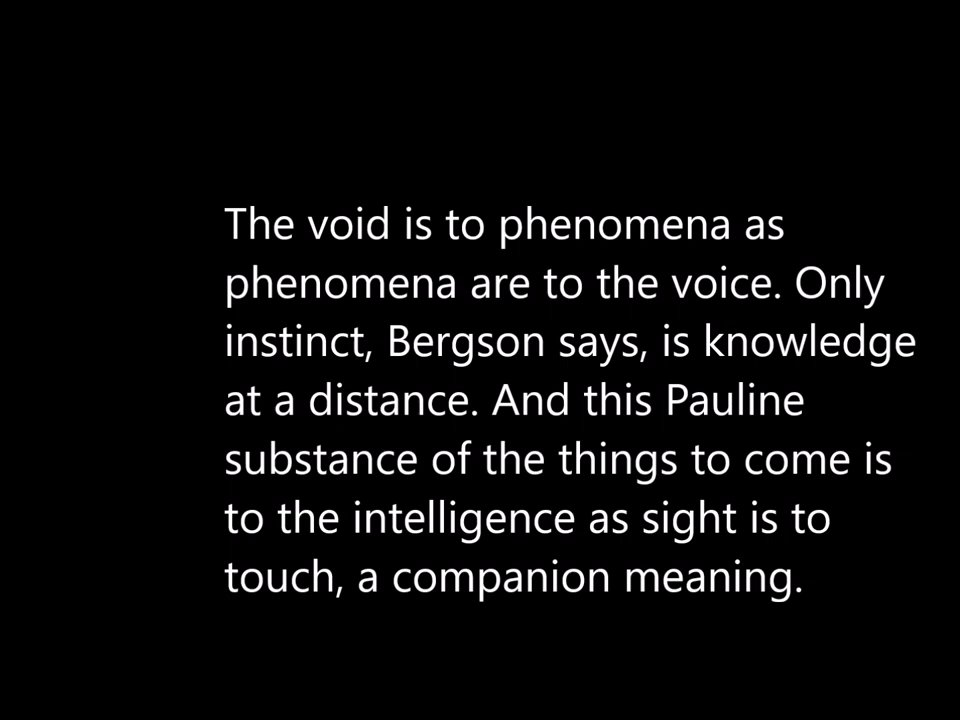 The void is to phenomena as
phenomena are to the voice. Only
instinct, Bergson says, is knowledge
at a distance. And this Pauline
substance of the things to come is
to the intelligence as sight is to
touch, a companion meaning.